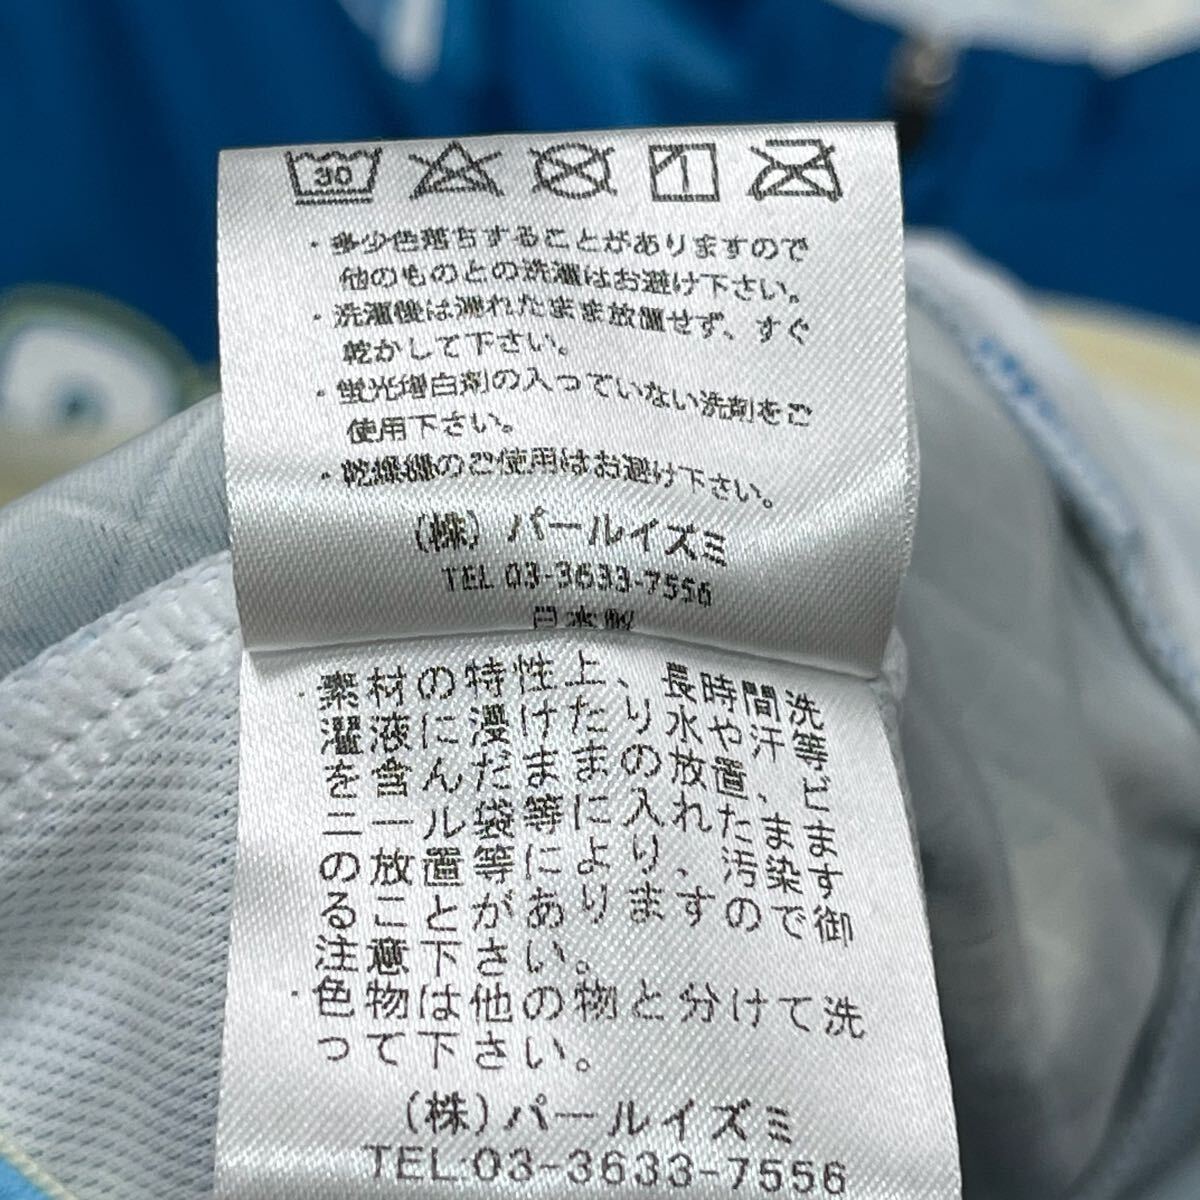 30
・多少色落ちすることがありますので
他のものとの洗濯はお避け下さい。
・洗濯後は濡れたまま放置せず、すぐ
乾かして下さい。
・蛍光増白剤の入っていない洗剤をご
使用下さい。
・乾燥機のご使用はお避け下さい。
(株) パールイズミ
TEL 03-3633-7556
日本製
・素材の特性上、長時間洗
濯液に浸けたり水や汗等
を含んだままの放置、ビ
ニール袋等に入れたまま
の放置等により、汚染す
ることがありますので御
注意下さい。
・色物は他の物と分けて洗
って下さい。
(株)パールイズミ
TEL:03-3633-7556